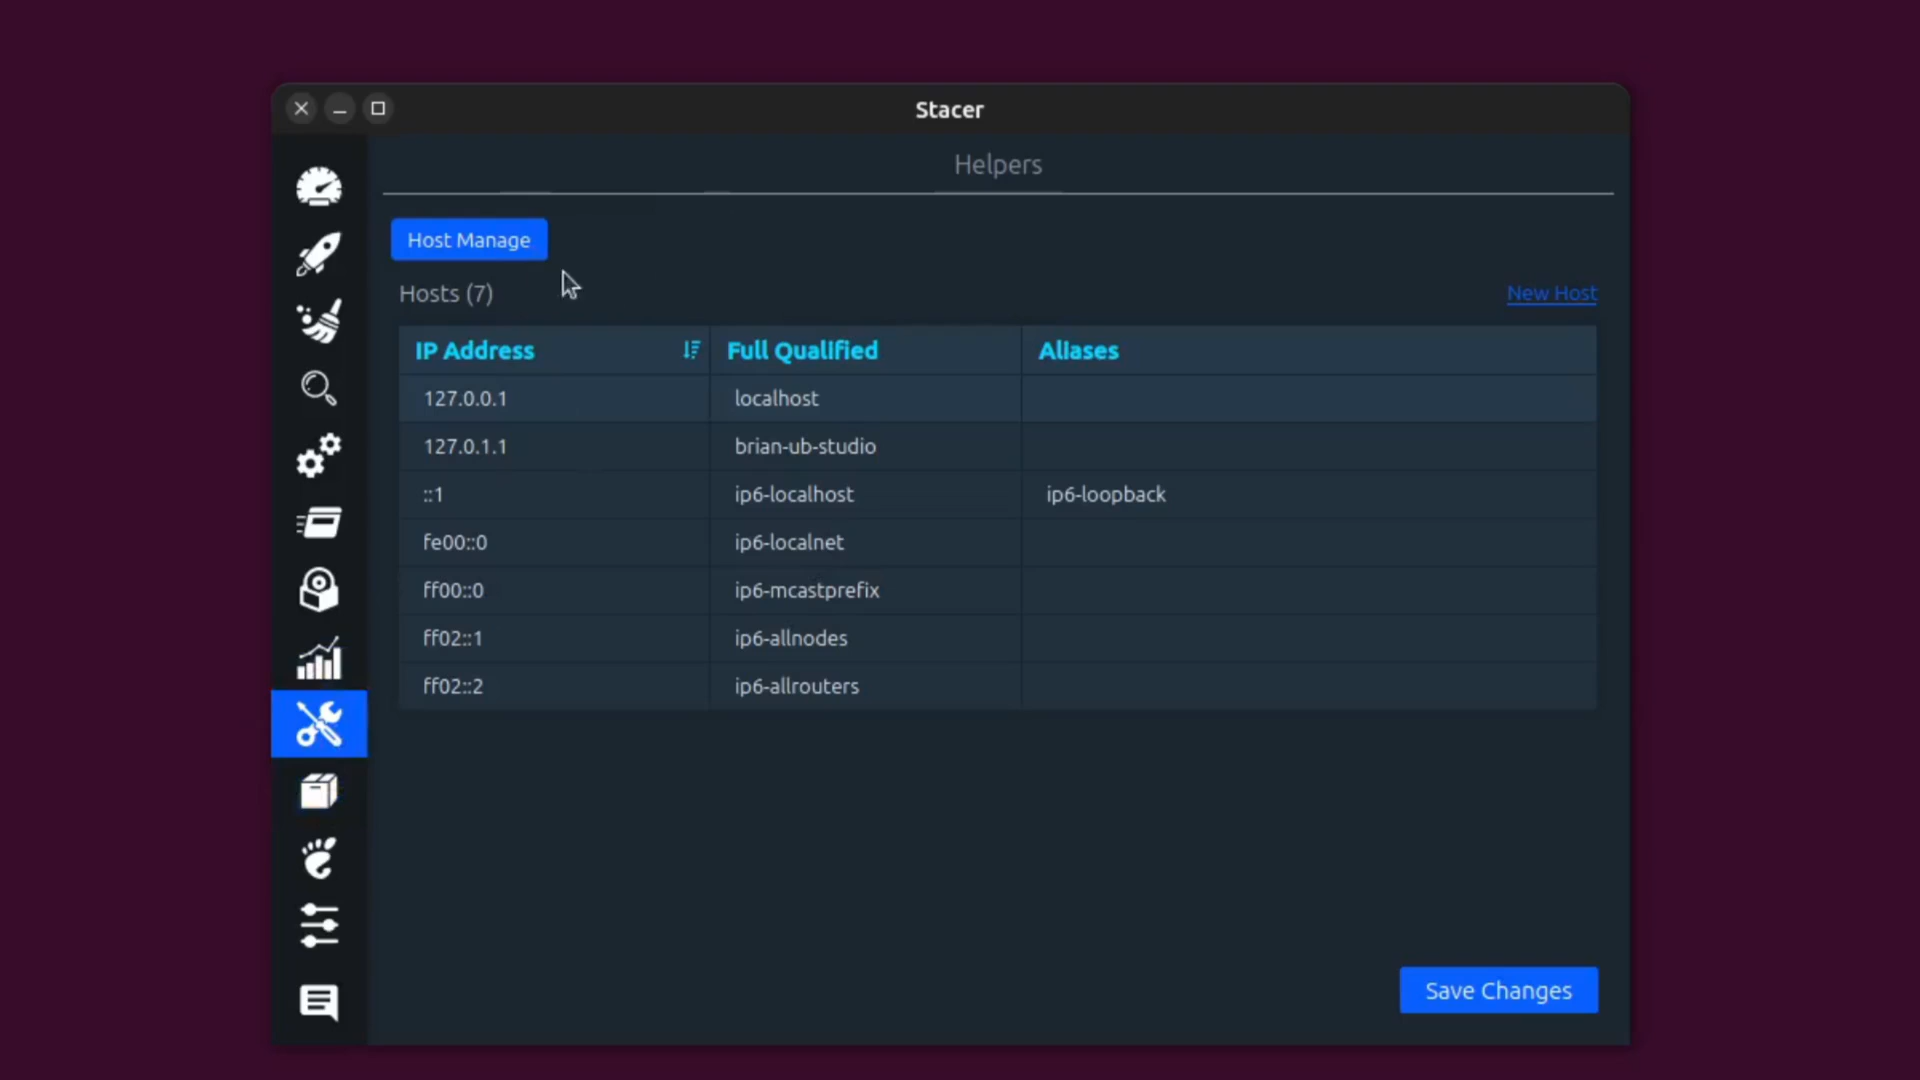 Stacer
Helpers
Host Manage
Hosts (7)
New Host
IP Address Full Qualified Aliases
127.0.0.1 localhost
127.0.1.1 brian-ub-studio
::1 ip6-localhost ip6-loopback
fe00::0 ip6-localnet
ff00::0 ip6-mcastprefix
ff02::1 ip6-allnodes
ff02::2 ip6-allrouters
Save Changes